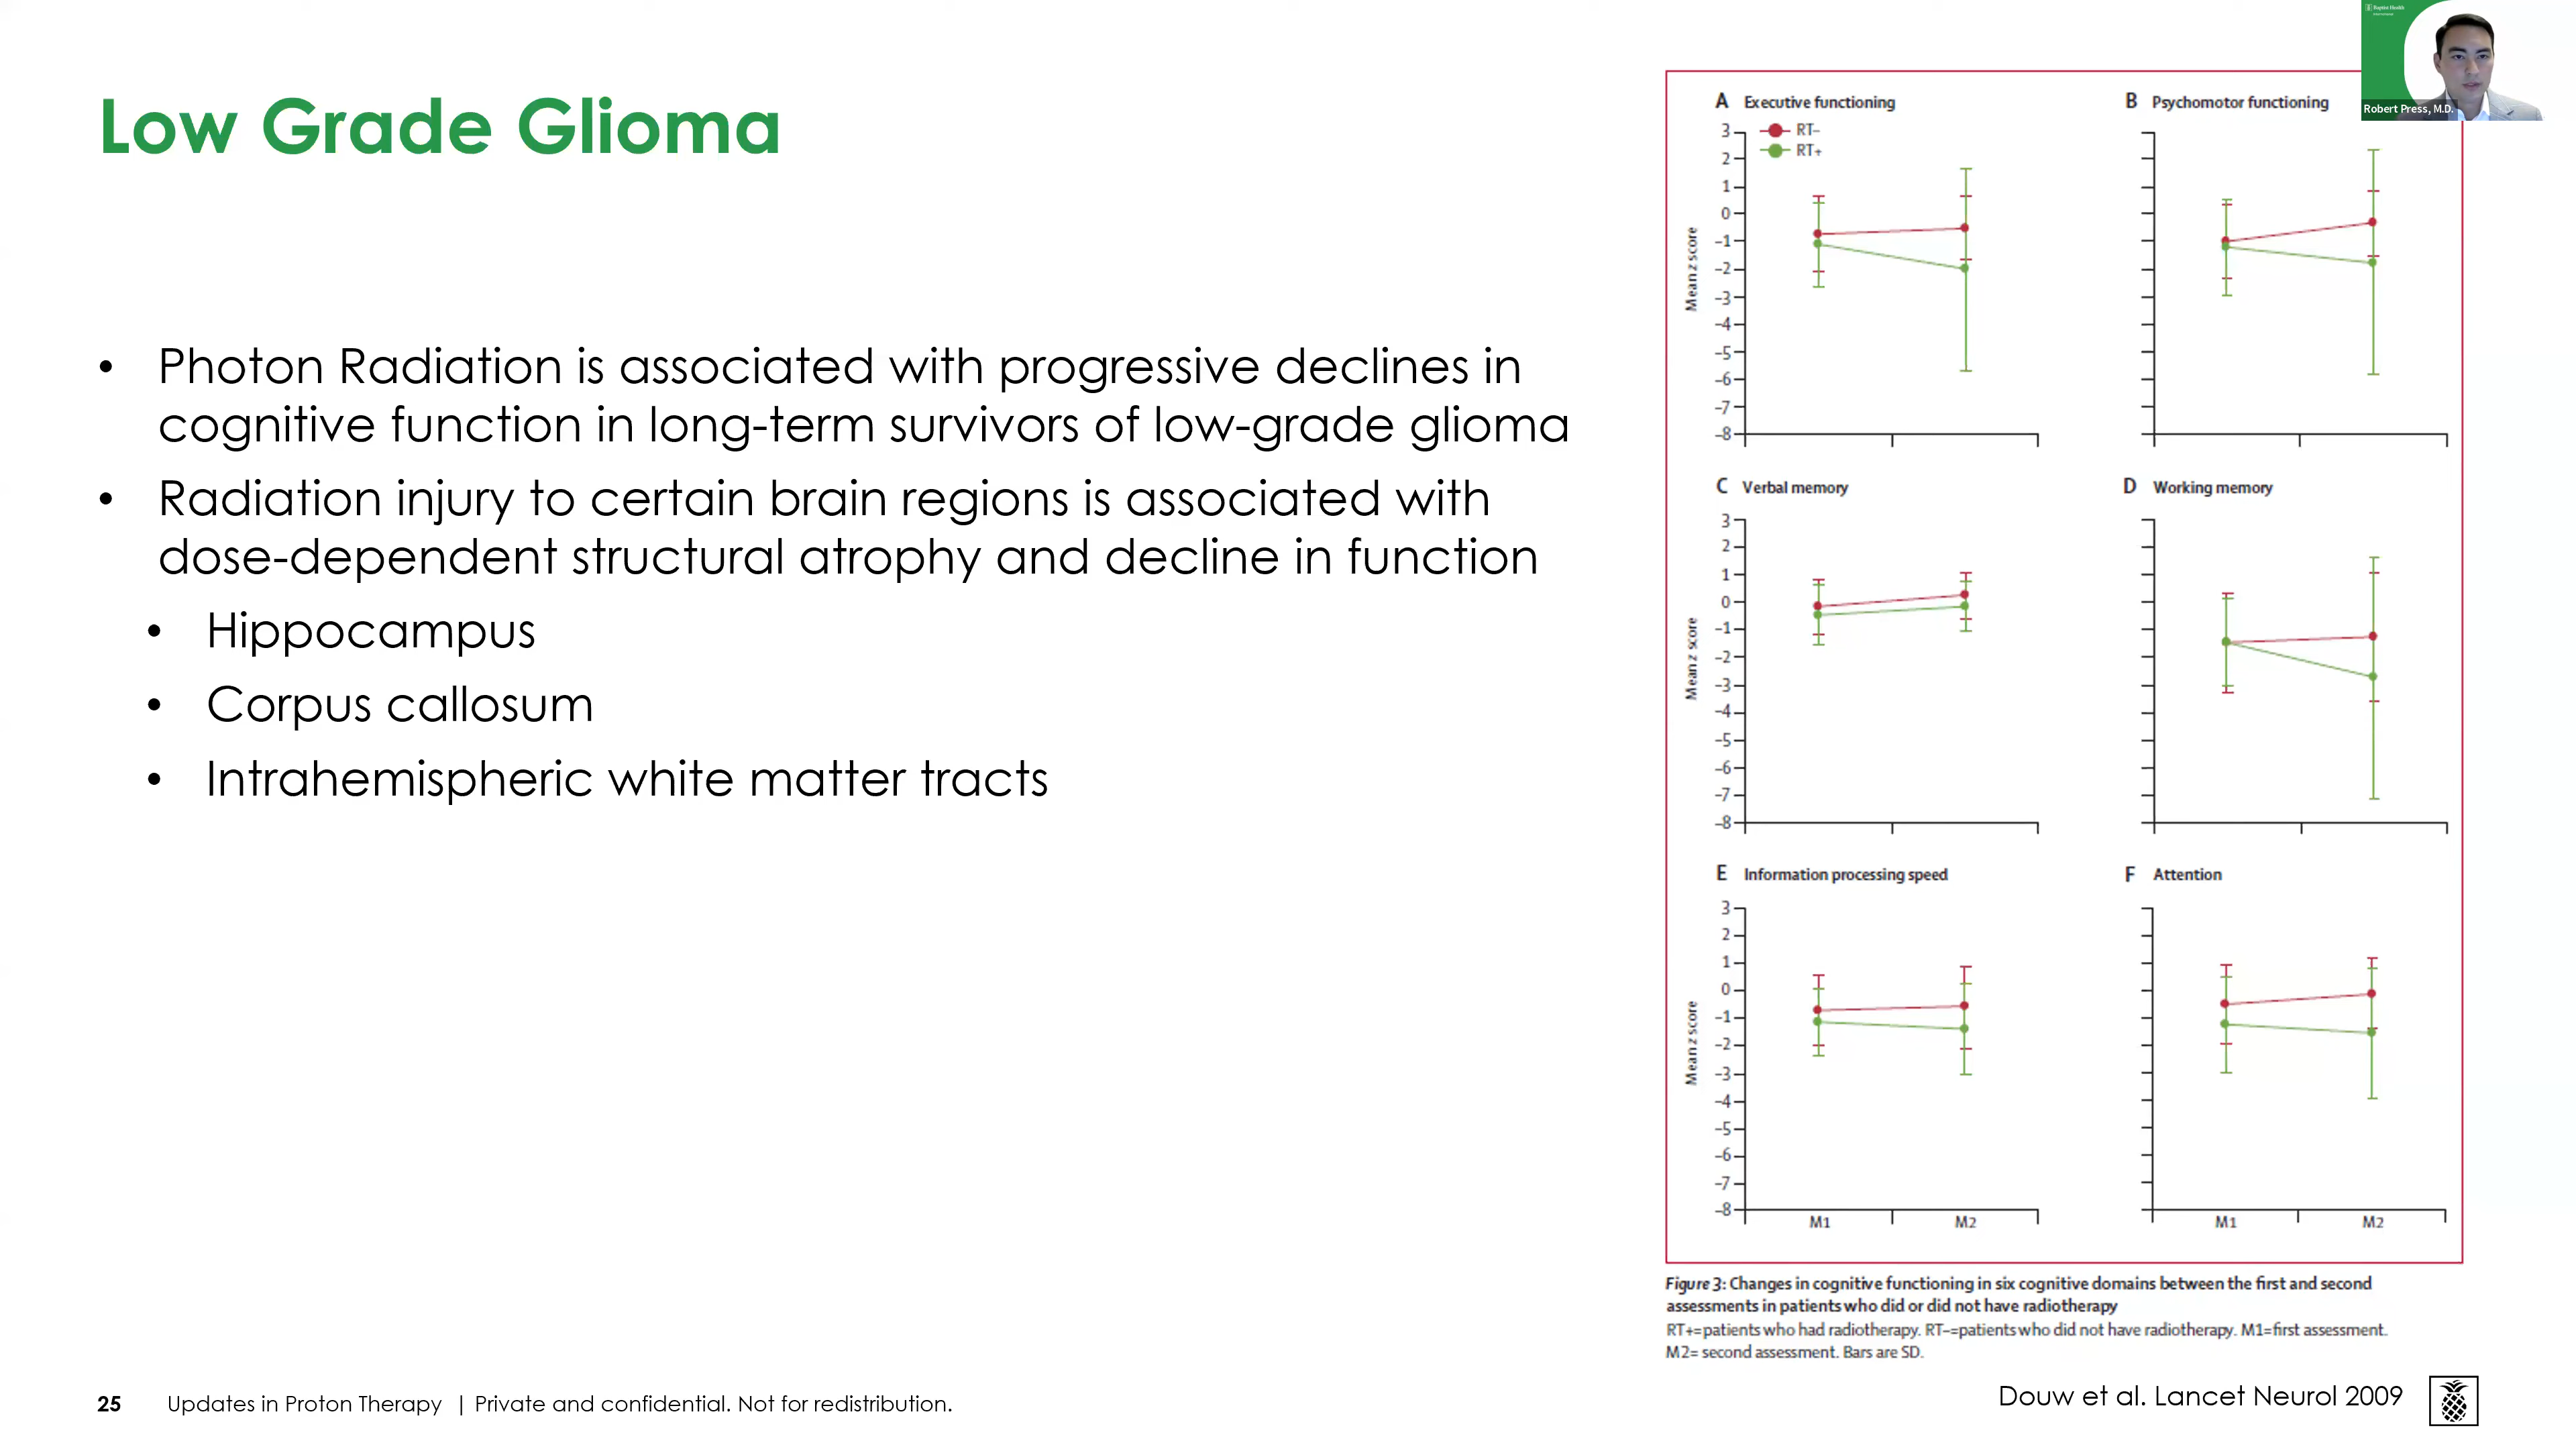 Low Grade Glioma
• Photon Radiation is associated with progressive declines in
cognitive function in long-term survivors of low-grade glioma
• Radiation injury to certain brain regions is associated with
dose-dependent structural atrophy and decline in function
• Hippocampus
• Corpus callosum
• Intrahemispheric white matter tracts
Baptist Health
Robert Press, M.D.
A Executive functioning
RT–
RT+
Mean z score
3
2
1
0
–1
–2
–3
–4
–5
–6
–7
–8
B Psychomotor functioning
C Verbal memory
Mean z score
3
2
1
0
–1
–2
–3
–4
–5
–6
–7
–8
D Working memory
E Information processing speed
Mean z score
3
2
1
0
–1
–2
–3
–4
–5
–6
–7
–8
M1 M2
F Attention
M1 M2
Figure 3: Changes in cognitive functioning in six cognitive domains between the first and second
assessments in patients who did or did not have radiotherapy
RT+=patients who had radiotherapy. RT–=patients who did not have radiotherapy. M1=first assessment.
M2= second assessment. Bars are SD.
Douw et al. Lancet Neurol 2009
25 Updates in Proton Therapy | Private and confidential. Not for redistribution.